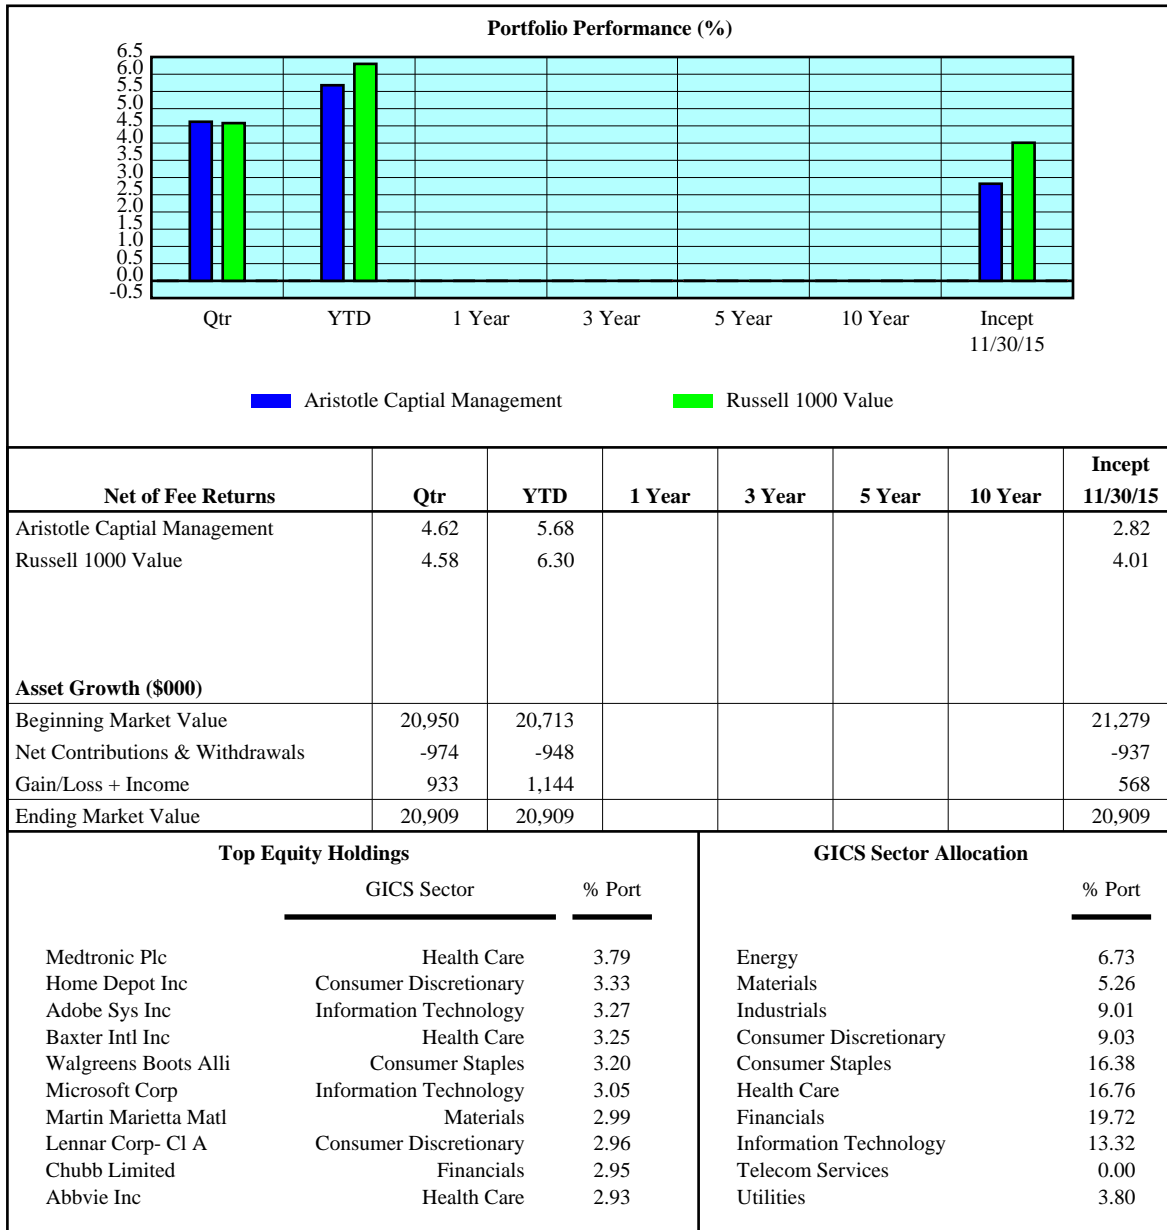 Portfolio Performance (%)
6.5
6.0
5.5
5.0
4.5
4.0
3.5
3.0
2.5
2.0
1.5
1.0
0.5
0.0
-0.5
Qtr YTD 1 Year 3 Year 5 Year 10 Year Incept
11/30/15
Aristotle Captial Management Russell 1000 Value
Incept
Net of Fee Returns Qtr YTD 1 Year 3 Year 5 Year 10 Year 11/30/15
Aristotle Captial Management 4.62 5.68 2.82
Russell 1000 Value 4.58 6.30 4.01
Asset Growth ($000)
Beginning Market Value 20,950 20,713 21,279
Net Contributions & Withdrawals -974 -948 -937
Gain/Loss + Income 933 1,144 568
Ending Market Value 20,909 20,909 20,909
Top Equity Holdings
GICS Sector % Port
Medtronic Plc Health Care 3.79
Home Depot Inc Consumer Discretionary 3.33
Adobe Sys Inc Information Technology 3.27
Baxter Intl Inc Health Care 3.25
Walgreens Boots Alli Consumer Staples 3.20
Microsoft Corp Information Technology 3.05
Martin Marietta Matl Materials 2.99
Lennar Corp- Cl A Consumer Discretionary 2.96
Chubb Limited Financials 2.95
Abbvie Inc Health Care 2.93
GICS Sector Allocation
% Port
Energy 6.73
Materials 5.26
Industrials 9.01
Consumer Discretionary 9.03
Consumer Staples 16.38
Health Care 16.76
Financials 19.72
Information Technology 13.32
Telecom Services 0.00
Utilities 3.80